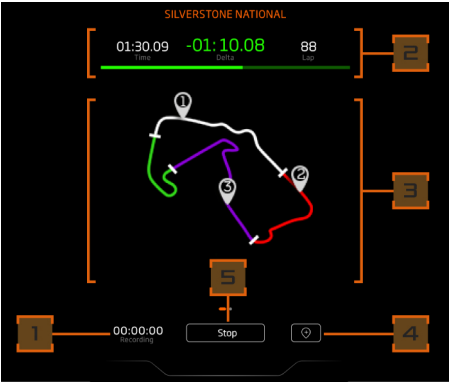 SILVERSTONE NATIONAL
01:30.09 -01:10.08 88
Time Delta Lap
2
1
2
3
3
5
1
00:00:00 Stop
Recording
4